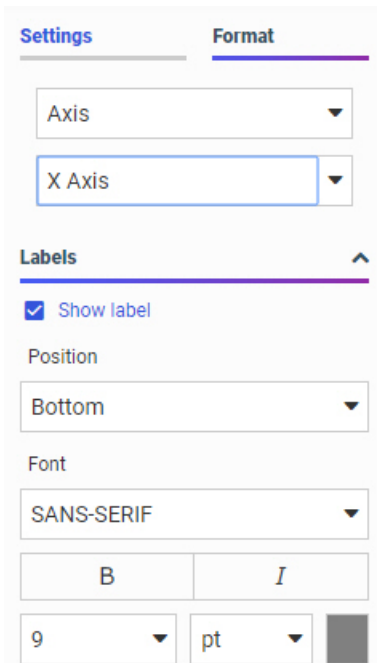 Settings Format
Axis
X Axis
Labels
Show label
Position
Bottom
Font
SANS-SERIF
B I
9 pt